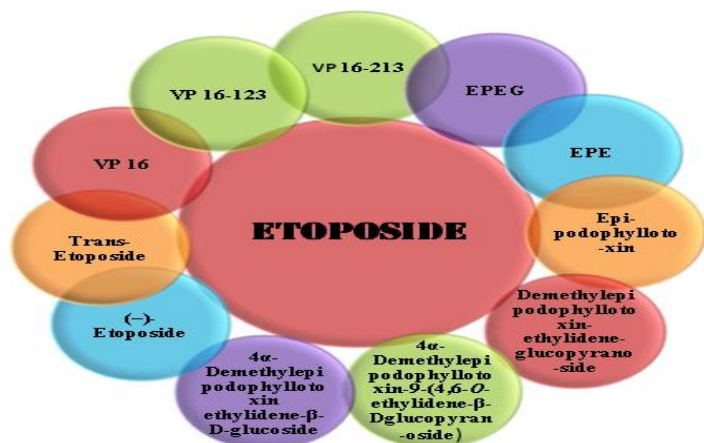 VP 16-213
EPEG
VP 16-123
EPE
VP 16
ETOPOSIDE
Epi-
podophylloto
-xin
Trans-
Etoposide
Demethylepi
podophylloto
xin-
ethylidene-
glucopyrano
-side
(−)-
Etoposide
4α-
Demethylepi
podophylloto
xin
ethylidene-β-
D-glucoside
4α-
Demethylepi
podophylloto
xin-9-(4,6-O-
ethylidene-β-
Dglucopyran
-oside)